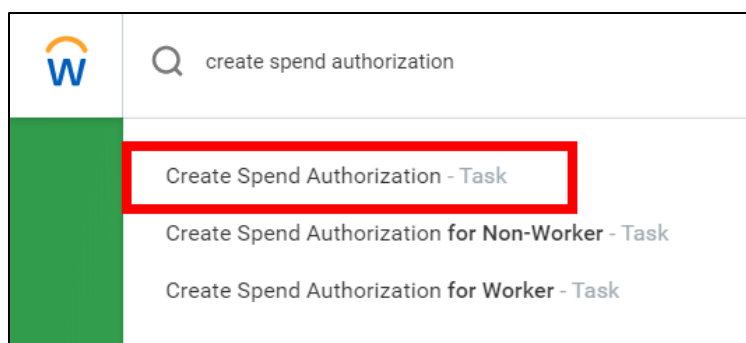 W
create spend authorization
Create Spend Authorization - Task
Create Spend Authorization for Non-Worker - Task
Create Spend Authorization for Worker - Task